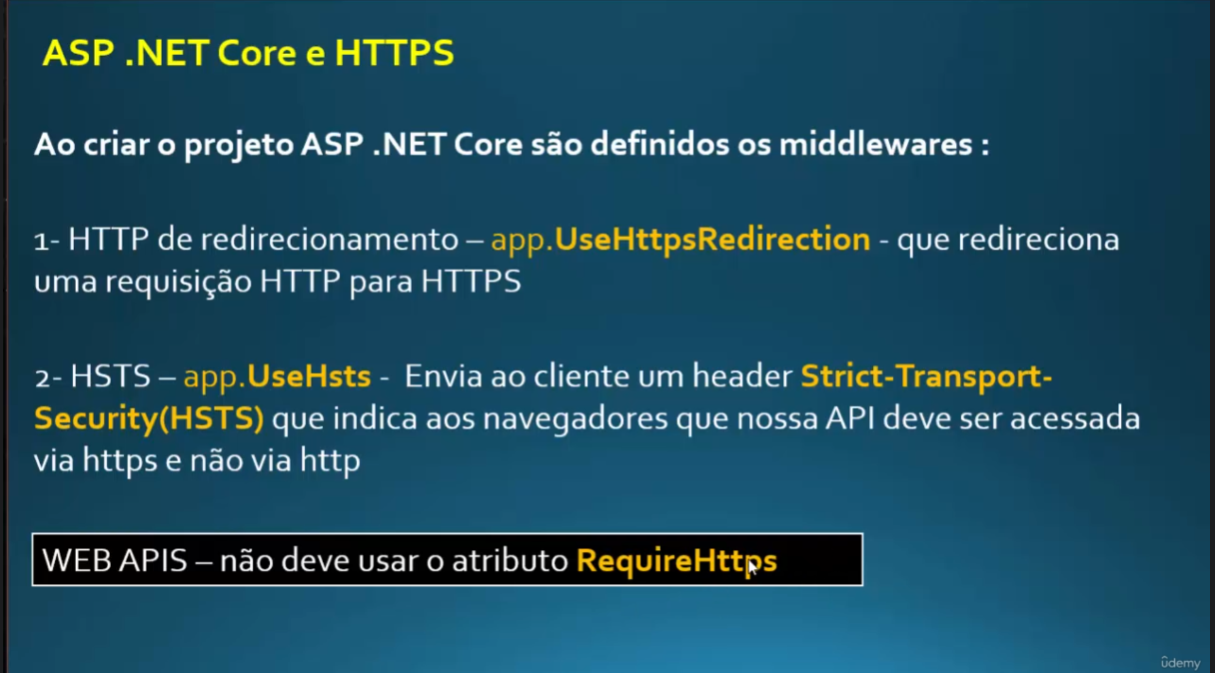 ASP .NET Core e HTTPS
Ao criar o projeto ASP .NET Core são definidos os middlewares :
1- HTTP de redirecionamento – app.UseHttpsRedirection - que redireciona
uma requisição HTTP para HTTPS
2- HSTS – app.UseHsts - Envia ao cliente um header Strict-Transport-
Security(HSTS) que indica aos navegadores que nossa API deve ser acessada
via https e não via http
WEB APIS – não deve usar o atributo RequireHttps
ûdemy